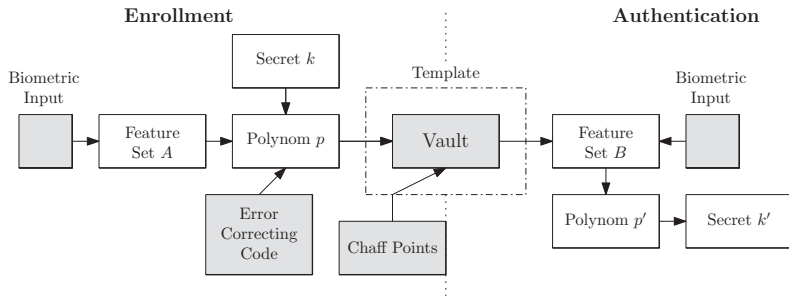 Enrollment
Authentication
Secret k
Template
Biometric
Input
Biometric
Input
Feature
Set A
Polynom p
Vault
Feature
Set B
Error
Correcting
Code
Chaff Points
Polynom p′
Secret k′